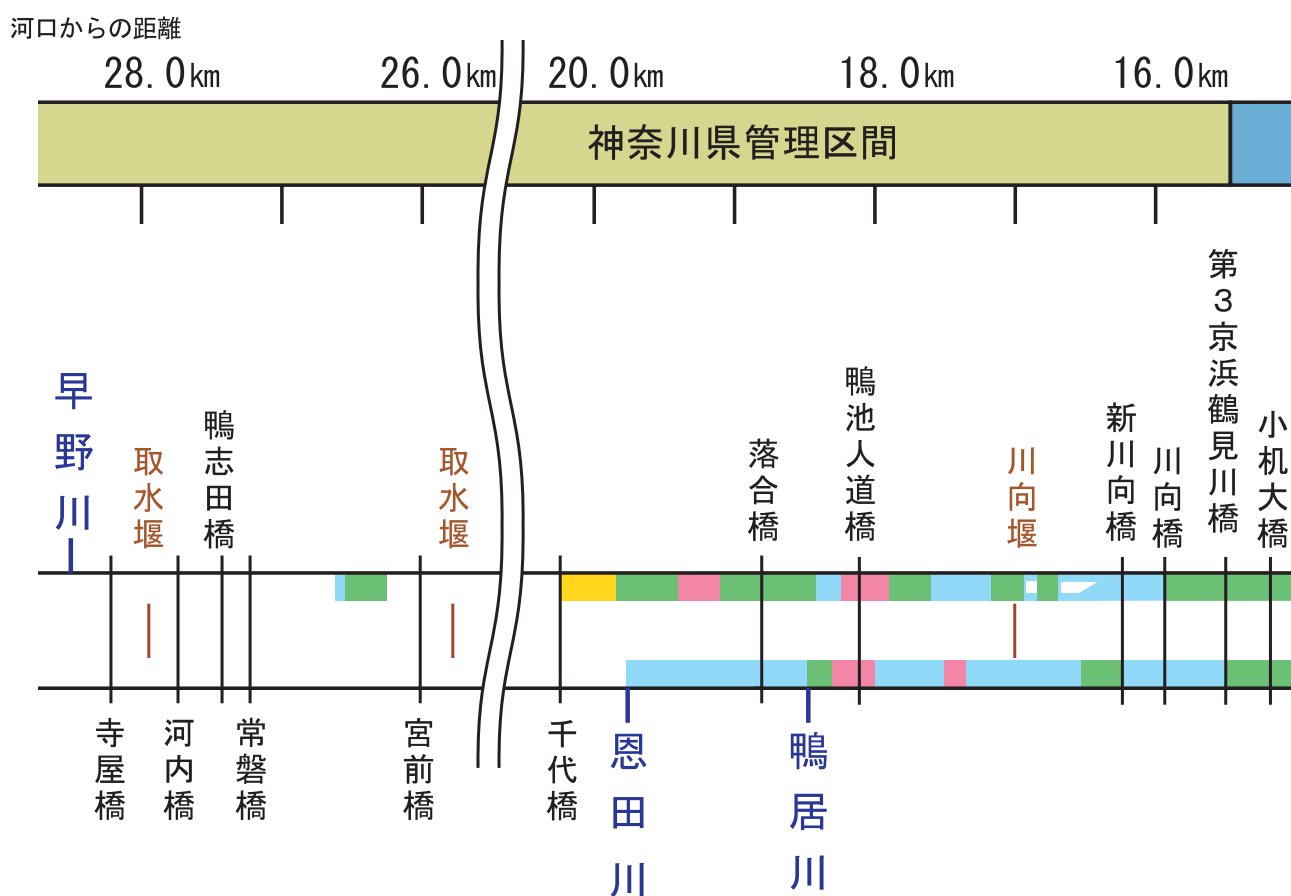 河口からの距離
28.0km
26.0km
20.0km
18.0km
16.0km
神奈川県管理区間
早野川
取水堰
鴨志田橋
取水堰
落合橋
鴨池人道橋
川向堰
新川向橋
川向橋
第3京浜鶴見川橋
小机大橋
寺屋橋
河内橋
常磐橋
宮前橋
千代橋
恩田川
鴨居川